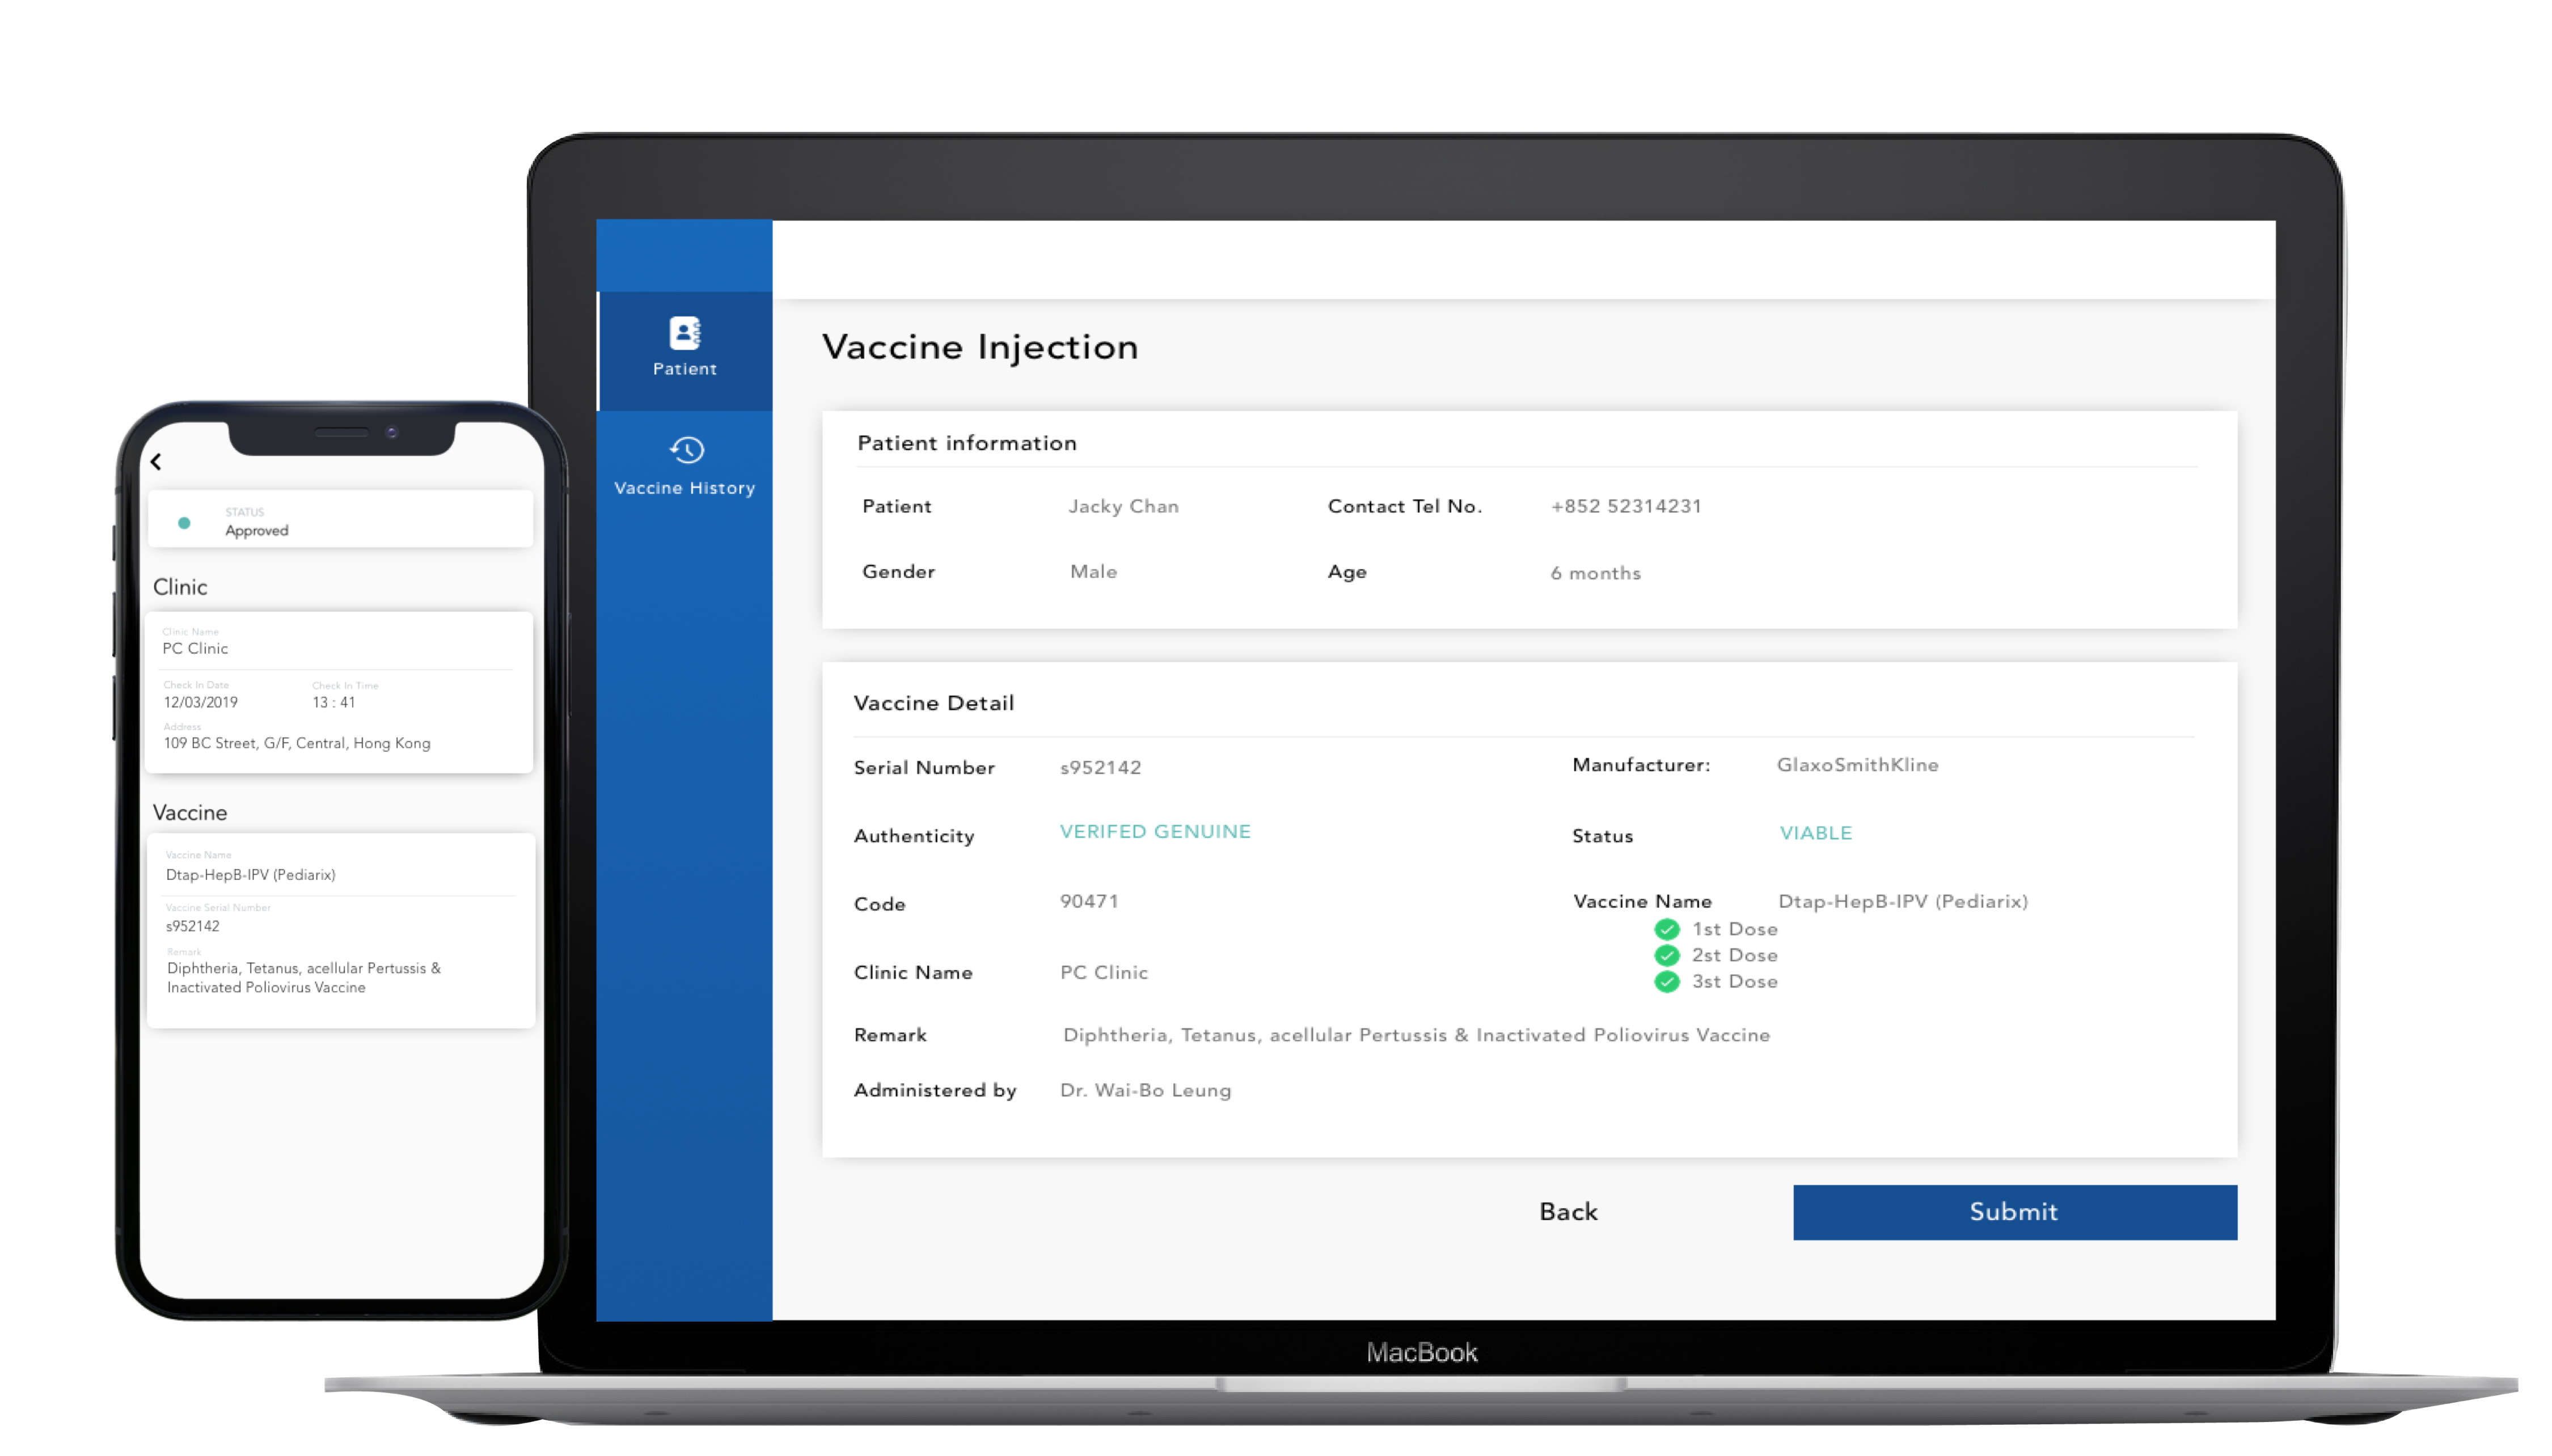 STATUS
Approved
Clinic
Clinic Name
PC Clinic
Check In Date Check In Time
12/03/2019 13 : 41
Address
109 BC Street, G/F, Central, Hong Kong
Vaccine
Vaccine Name
Dtap-HepB-IPV (Pediarix)
Vaccine Serial Number
s952142
Remark
Diphtheria, Tetanus, acellular Pertussis &
Inactivated Poliovirus Vaccine
Patient
Vaccine History
Vaccine Injection
Patient information
Patient Jacky Chan Contact Tel No. +852 52314231
Gender Male Age 6 months
Vaccine Detail
Serial Number s952142 Manufacturer: GlaxoSmithKline
Authenticity VERIFED GENUINE Status VIABLE
Code 90471 Vaccine Name Dtap-HepB-IPV (Pediarix)
1st Dose
2st Dose
3st Dose
Clinic Name PC Clinic
Remark Diphtheria, Tetanus, acellular Pertussis & Inactivated Poliovirus Vaccine
Administered by Dr. Wai-Bo Leung
Back Submit
MacBook